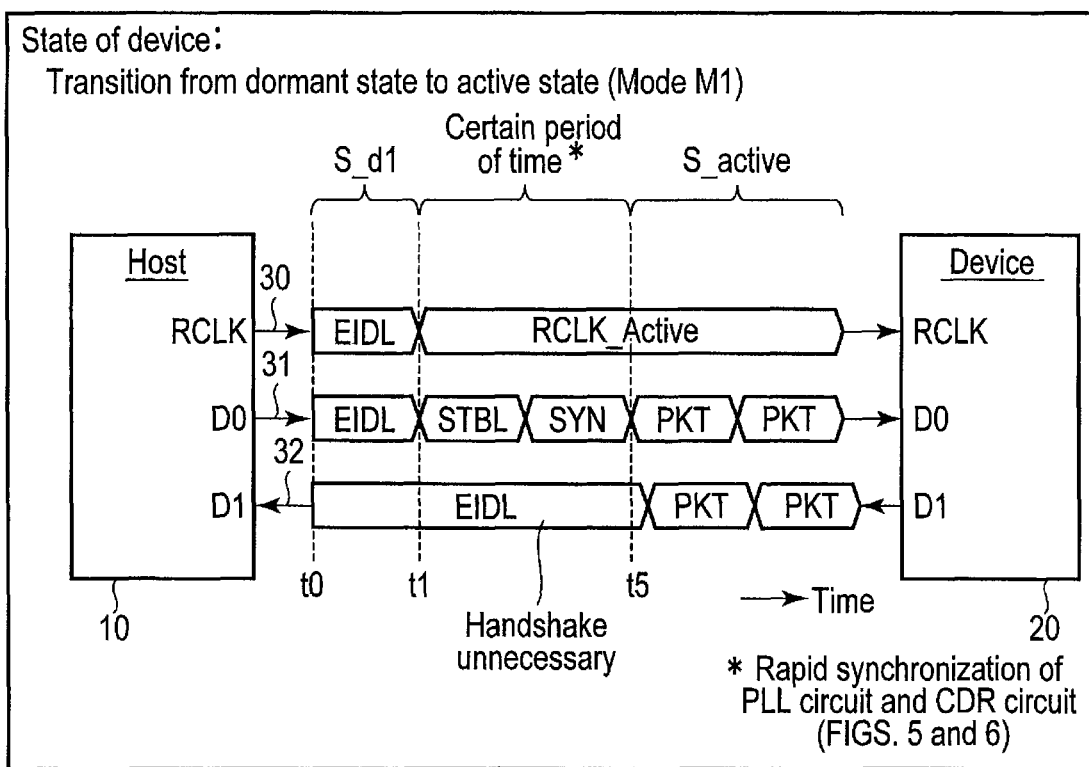 State of device:
Transition from dormant state to active state (Mode M1)
Certain period
of time *
S_d1
S_active
Host
Device
30
RCLK
EIDL
RCLK_Active
RCLK
31
D0
EIDL
STBL
SYN
PKT
PKT
D0
32
D1
EIDL
PKT
PKT
D1
t0
t1
t5
Time
10
20
Handshake
unnecessary
* Rapid synchronization of
PLL circuit and CDR circuit
(FIGS. 5 and 6)